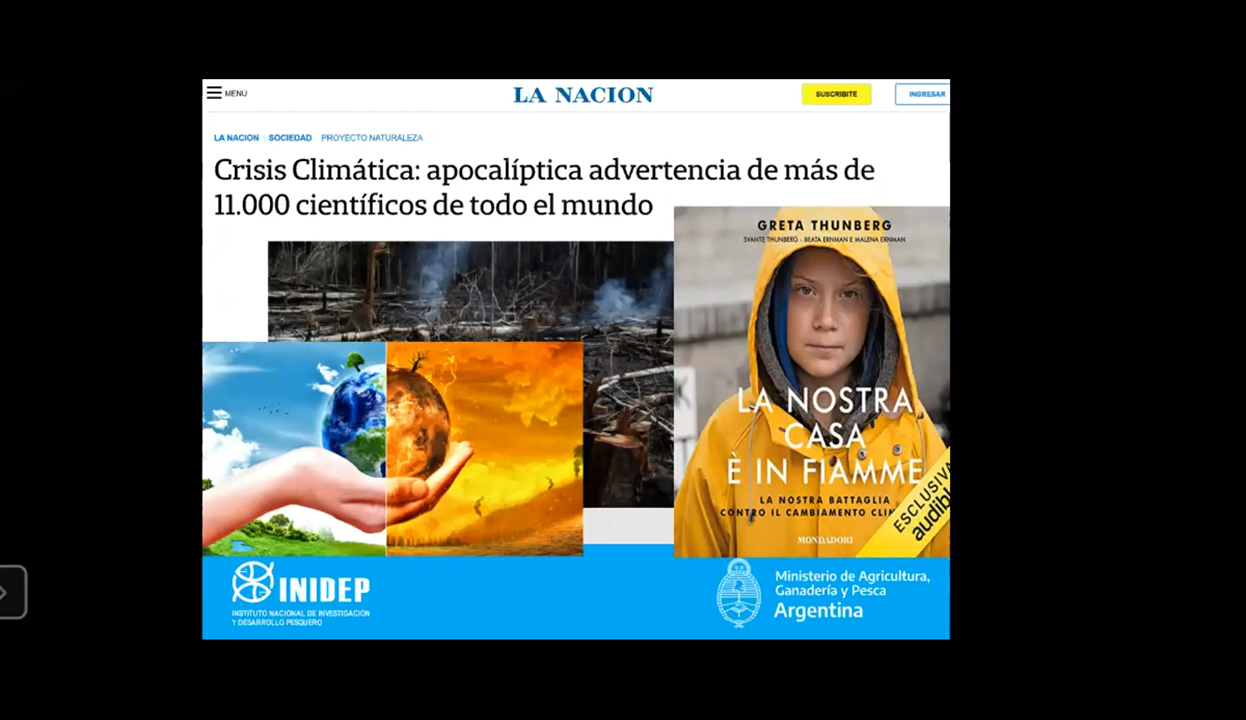 MENÚ
LA NACION
SUSCRIBITE
INGRESAR
LA NACION | SOCIEDAD PROYECTO NATURALEZA
Crisis Climática: apocalíptica advertencia de más de
11.000 científicos de todo el mundo
GRETA THUNBERG
SVANTE THUNBERG - BEATA ERNMAN E MALENA ERNMAN
LA NOSTRA
CASA
È IN FIAMME
LA NOSTRA BATTAGLIA
CONTRO IL CAMBIAMENTO CLIM
MONDADORI
ESCLUSIVA
audibl
INIDEP
INSTITUTO NACIONAL DE INVESTIGACIÓN
Y DESARROLLO PESQUERO
Ministerio de Agricultura,
Ganadería y Pesca
Argentina